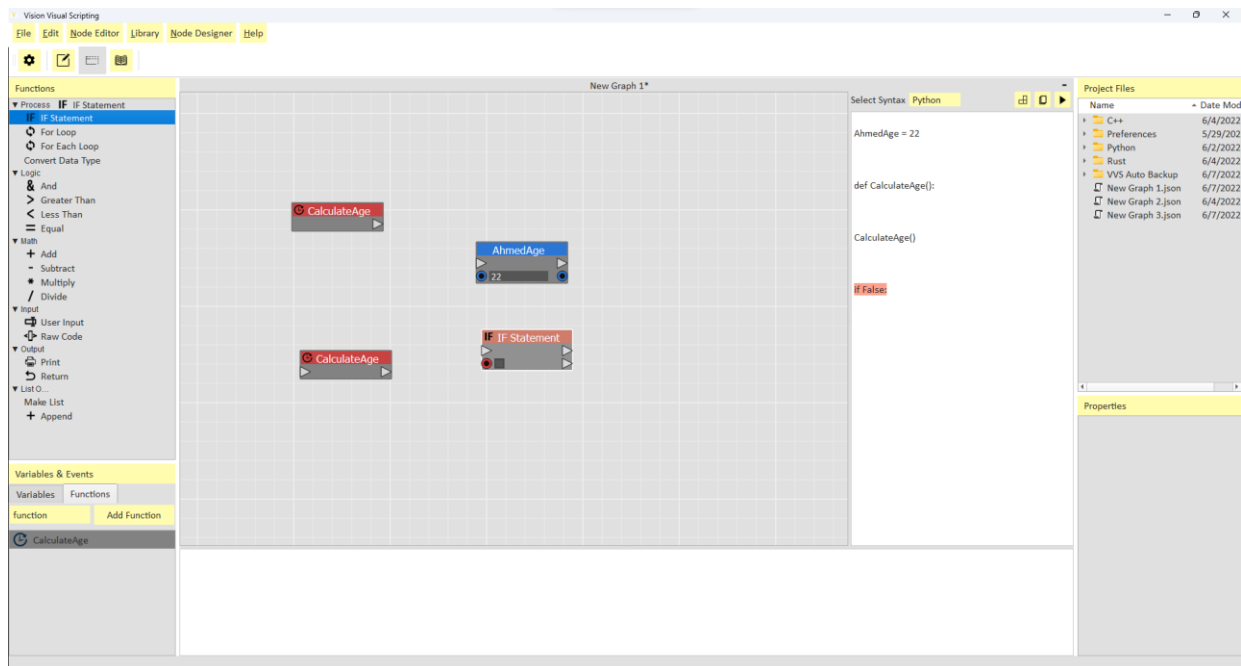 Vision Visual Scripting
File Edit Node Editor Library Node Designer Help
Functions
Process IF IF Statement
IF IF Statement
For Loop
For Each Loop
Convert Data Type
Logic
& And
> Greater Than
< Less Than
= Equal
Math
+ Add
- Subtract
* Multiply
/ Divide
Input
User Input
Raw Code
Output
Print
Return
List O...
Make List
+ Append
Variables & Events
Variables Functions
function Add Function
CalculateAge
New Graph 1*
CalculateAge
AhmedAge
22
IF IF Statement
CalculateAge
Select Syntax Python
AhmedAge = 22
def CalculateAge():
CalculateAge()
if False:
Project Files
Name Date Mod
C++ 6/4/2022
Preferences 5/29/202
Python 6/2/2022
Rust 6/4/2022
VVS Auto Backup 6/7/2022
New Graph 1.json 6/7/2022
New Graph 2.json 6/4/2022
New Graph 3.json 6/7/2022
Properties